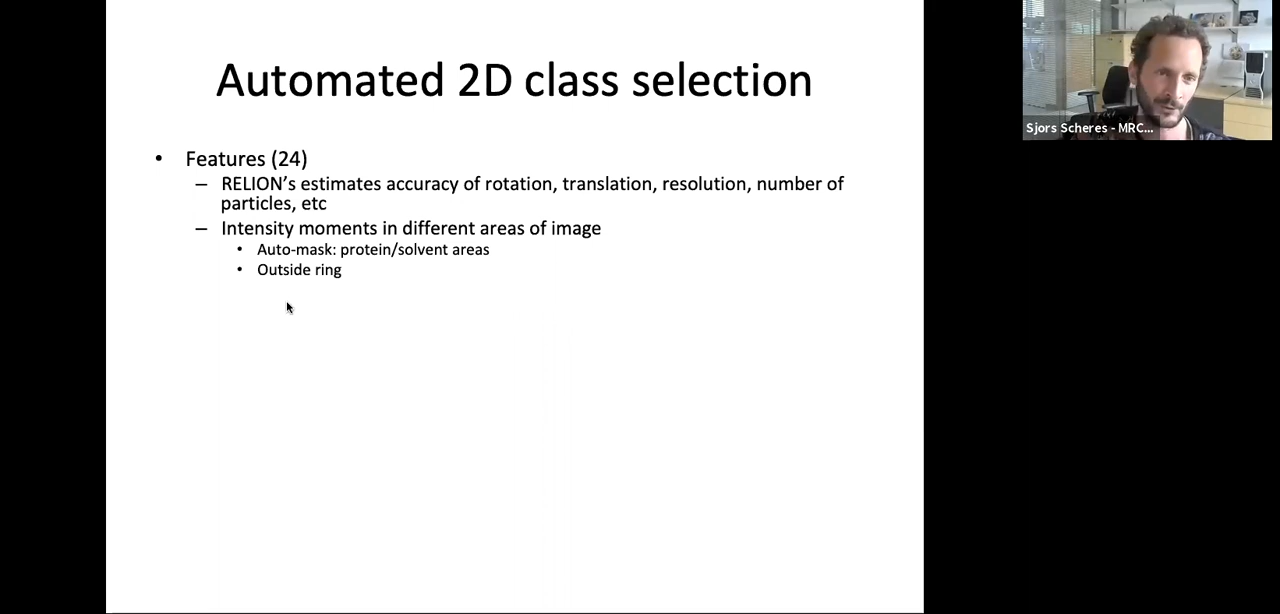 Automated 2D class selection
• Features (24)
– RELION’s estimates accuracy of rotation, translation, resolution, number of
particles, etc
– Intensity moments in different areas of image
• Auto-mask: protein/solvent areas
• Outside ring
Sjors Scheres - MRC...